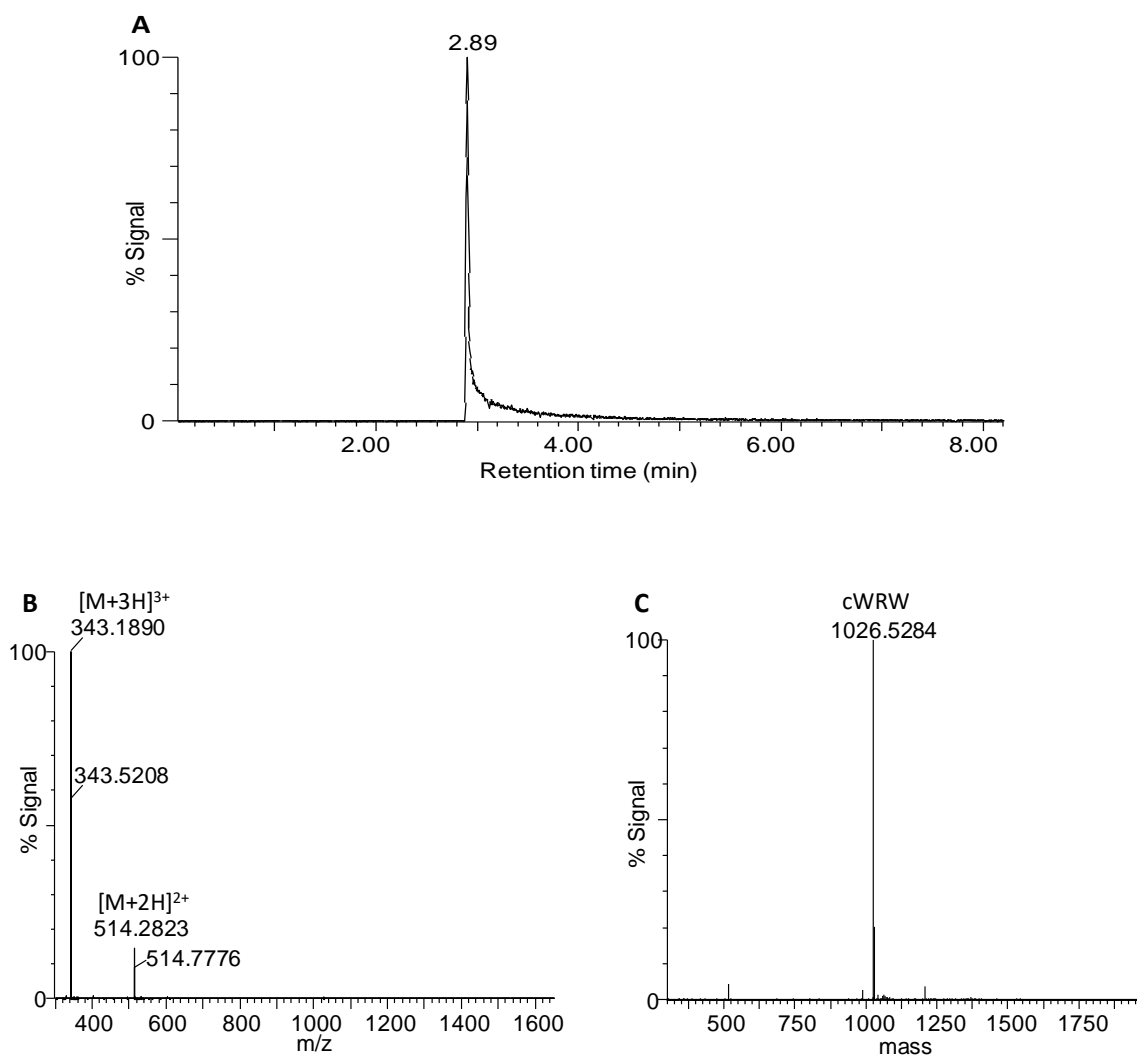 A
2.89
100
% Signal
0
2.00 4.00 6.00 8.00
Retention time (min)
B
[M+3H]3+
343.1890
100
343.5208
% Signal
[M+2H]2+
514.2823
514.7776
0
400 600 800 1000 1200 1400 1600
m/z
C
cWRW
1026.5284
100
% Signal
0
500 750 1000 1250 1500 1750
mass